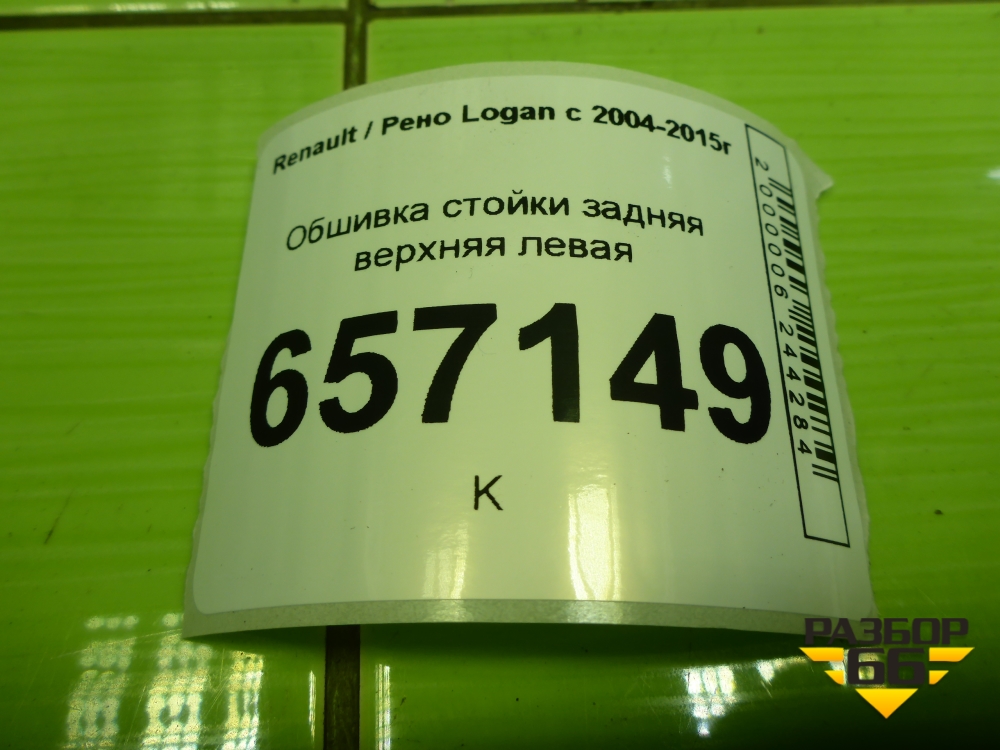 Renault / Рено Logan с 2004-2015г
Обшивка стойки задняя
верхняя левая
657149
К
2000006244284
РАЗБОР
66